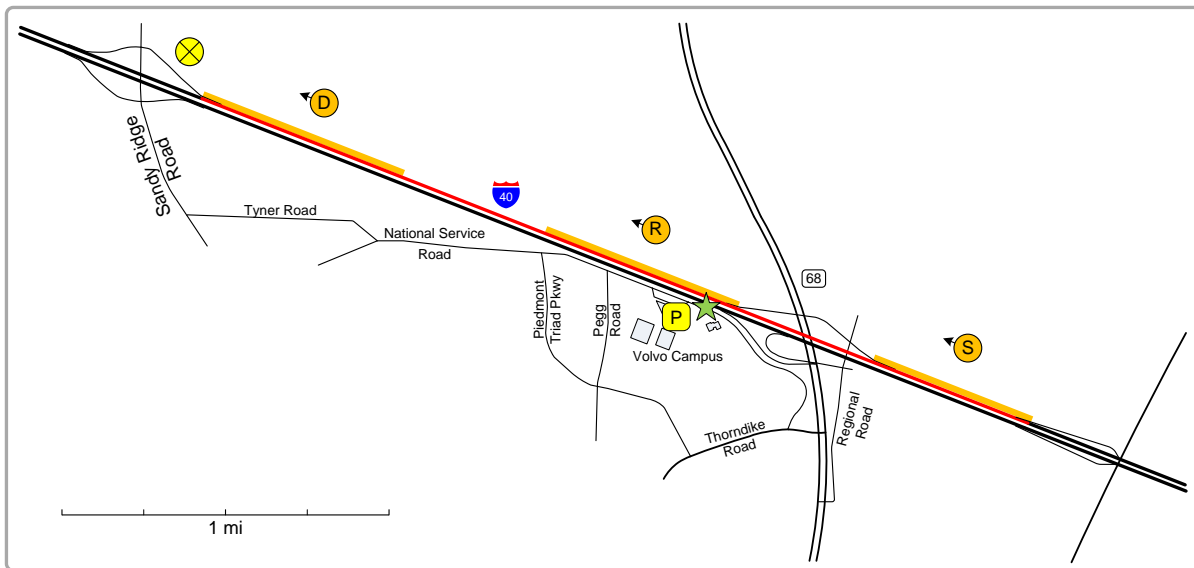 D
Sandy Ridge
Road
40
Tyner Road
National Service
Road
R
68
Piedmont
Triad Pkwy
Pegg
Road
P
Volvo Campus
S
Regional
Road
Thorndike
Road
1 mi